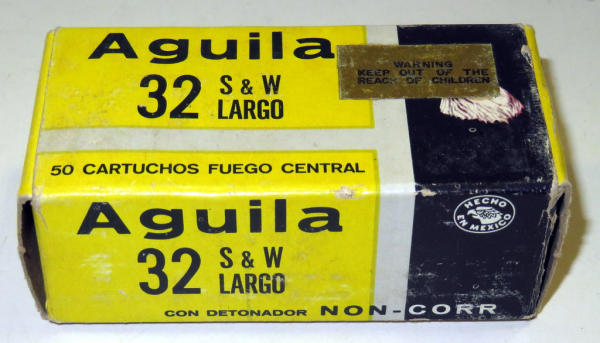 Aguila
32 S & W
LARGO
WARNING
KEEP OUT OF THE
REACH OF CHILDREN
50 CARTUCHOS FUEGO CENTRAL
Aguila
32 S & W
LARGO
HECHO
EN MEXICO
CON DETONADOR NON-CORR